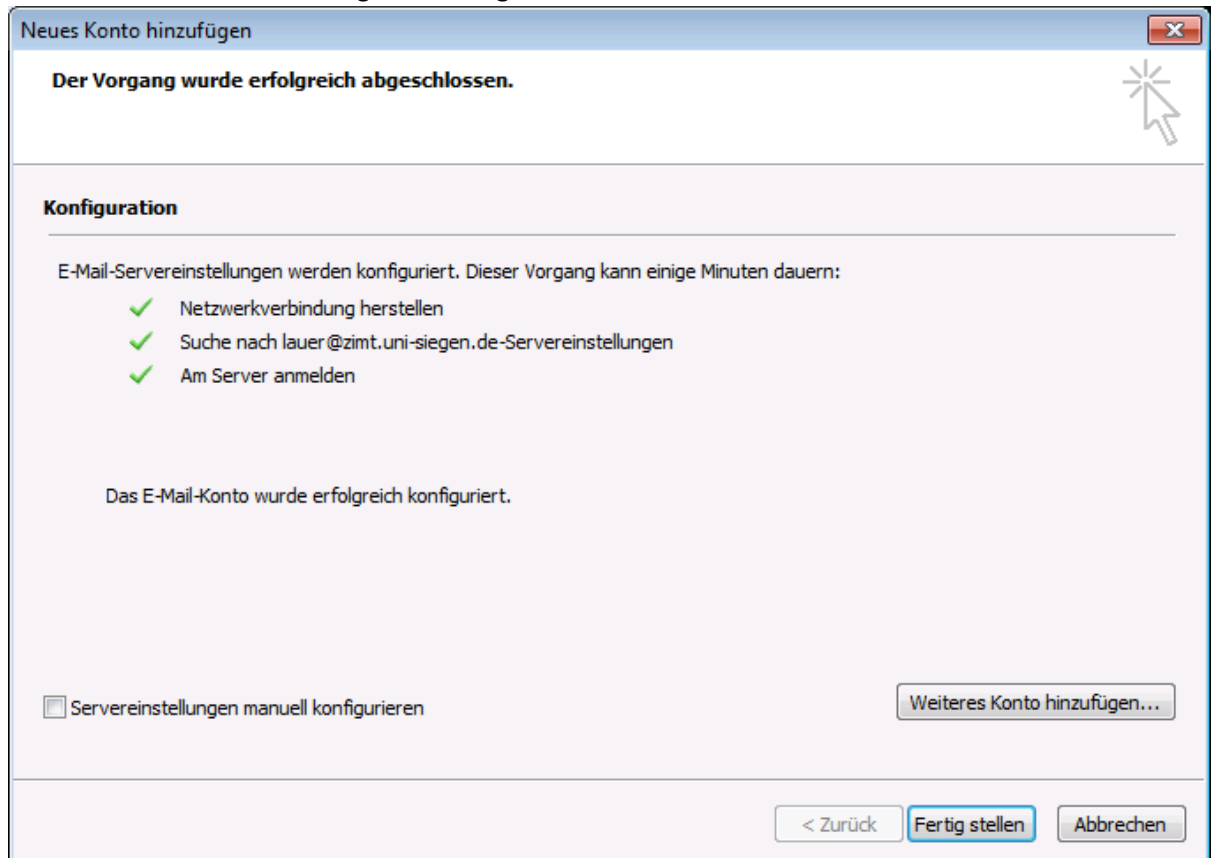 Neues Konto hinzufügen
Der Vorgang wurde erfolgreich abgeschlossen.
Konfiguration
E-Mail-Servereinstellungen werden konfiguriert. Dieser Vorgang kann einige Minuten dauern:
Netzwerkverbindung herstellen
Suche nach lauer@zimt.uni-siegen.de-Servereinstellungen
Am Server anmelden
Das E-Mail-Konto wurde erfolgreich konfiguriert.
Servereinstellungen manuell konfigurieren
Weiteres Konto hinzufügen...
< Zurück Fertig stellen Abbrechen